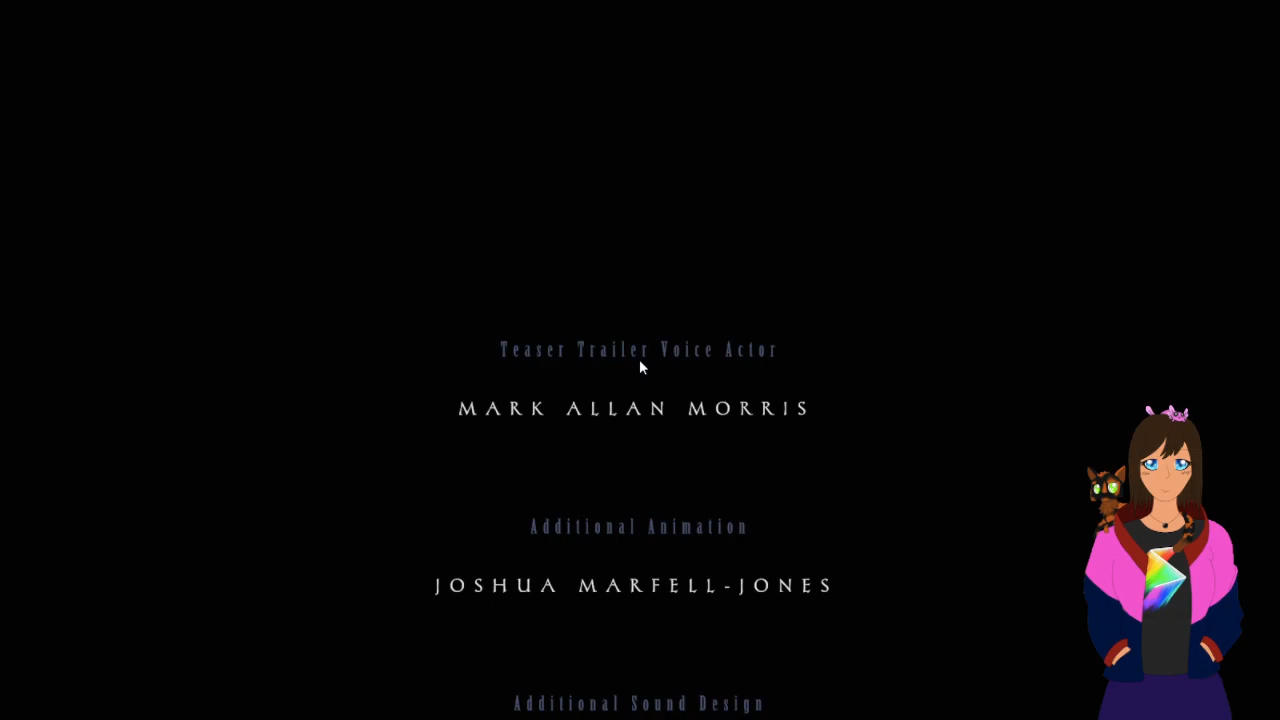 Teaser Trailer Voice Actor
MARK ALLAN MORRIS
Additional Animation
JOSHUA MARFELL-JONES
Additional Sound Design